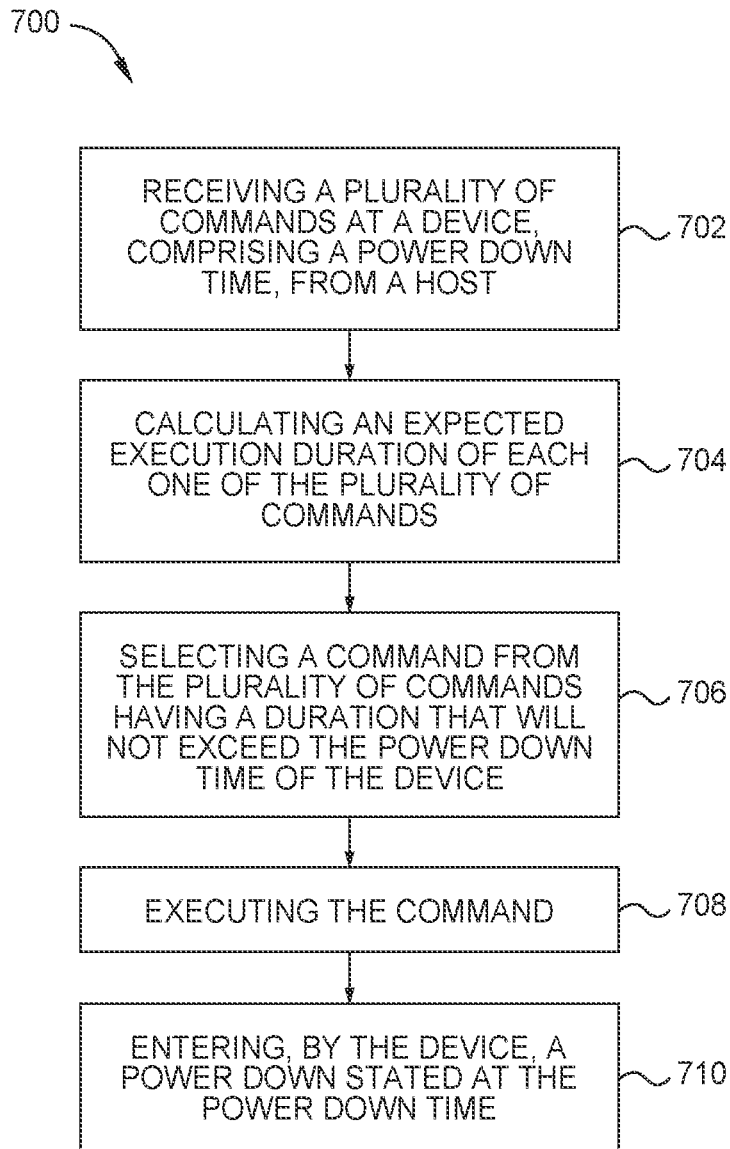 700
RECEIVING A PLURALITY OF
COMMANDS AT A DEVICE,
COMPRISING A POWER DOWN
TIME, FROM A HOST
702
CALCULATING AN EXPECTED
EXECUTION DURATION OF EACH
ONE OF THE PLURALITY OF
COMMANDS
704
SELECTING A COMMAND FROM
THE PLURALITY OF COMMANDS
HAVING A DURATION THAT WILL
NOT EXCEED THE POWER DOWN
TIME OF THE DEVICE
706
EXECUTING THE COMMAND
708
ENTERING, BY THE DEVICE, A
POWER DOWN STATED AT THE
POWER DOWN TIME
710